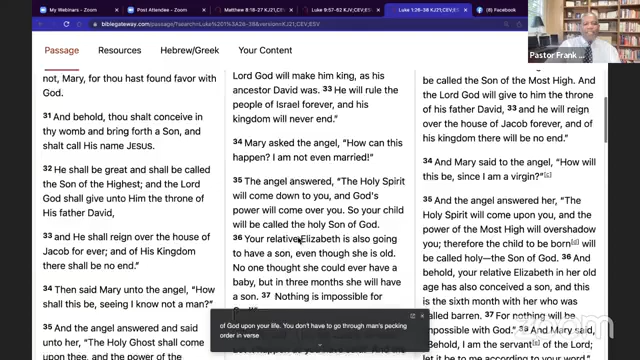 My Webinars - Zoom
Post Attendee - Zoom
Matthew 8:18-27 KJ21,CEV,ESV
Luke 9:57-62 KJ21,CEV,ESV
Luke 1:26-38 KJ21,CEV,ESV
(8) Facebook
biblegateway.com/passage/?search=Luke%201%3A26-38&version=KJ21,CEV,ESV
Passage
Resources
Hebrew/Greek
Your Content
Pastor Frank
not, Mary, for thou hast found favor with
God.
31 And behold, thou shalt conceive in
thy womb and bring forth a Son, and
shalt call His name JESUS.
32 He shall be great and shall be called
the Son of the Highest; and the Lord
God shall give unto Him the throne of
His father David,
33 and He shall reign over the house of
Jacob for ever; and of His Kingdom
there shall be no end."
34 Then said Mary unto the angel, "How
shall this be, seeing I know not a man?"
35 And the angel answered and said
unto her, "The Holy Ghost shall come
upon thee, and the power of the
Lord God will make him king, as his
ancestor David was. 33 He will rule the
people of Israel forever, and his
kingdom will never end."
34 Mary asked the angel, "How can this
happen? I am not even married!"
35 The angel answered, "The Holy Spirit
will come down to you, and God's
power will come over you. So your child
will be called the holy Son of God.
36 Your relative Elizabeth is also going
to have a son, even though she is old.
No one thought she could ever have a
baby, but in three months she will have
a son. 37 Nothing is impossible for
of God upon your life. You don't have to go through man's pecking
order in verse
be called the Son of the Most High. And
the Lord God will give to him the throne
of his father David, 33 and he will reign
over the house of Jacob forever, and of
his kingdom there will be no end."
34 And Mary said to the angel, "How will
this be, since I am a virgin?"[c]
35 And the angel answered her, "The
Holy Spirit will come upon you, and the
power of the Most High will overshadow
you; therefore the child to be born[d] will
be called holy—the Son of God. 36 And
behold, your relative Elizabeth in her old
age has also conceived a son, and this
is the sixth month with her who was
called barren. 37 For nothing will be
impossible with God." 38 And Mary said,
"Behold, I am the servant[e] of the Lord;
let it be to me according to your word."